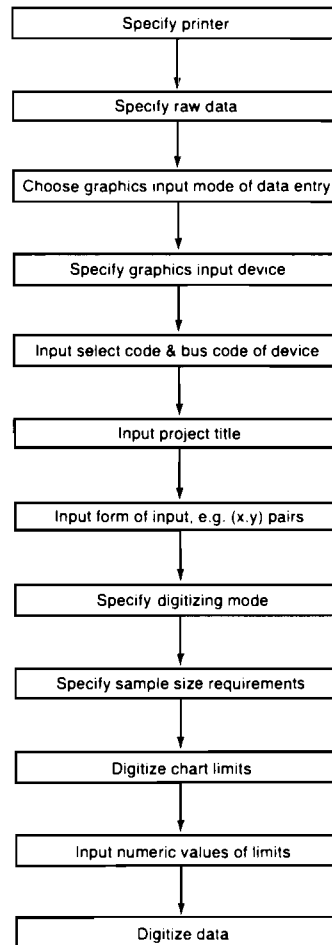 Specify printer
Specify raw data
Choose graphics input mode of data entry
Specify graphics input device
Input select code & bus code of device
Input project title
Input form of input, e.g. (x.y) pairs
Specify digitizing mode
Specify sample size requirements
Digitize chart limits
Input numeric values of limits
Digitize data